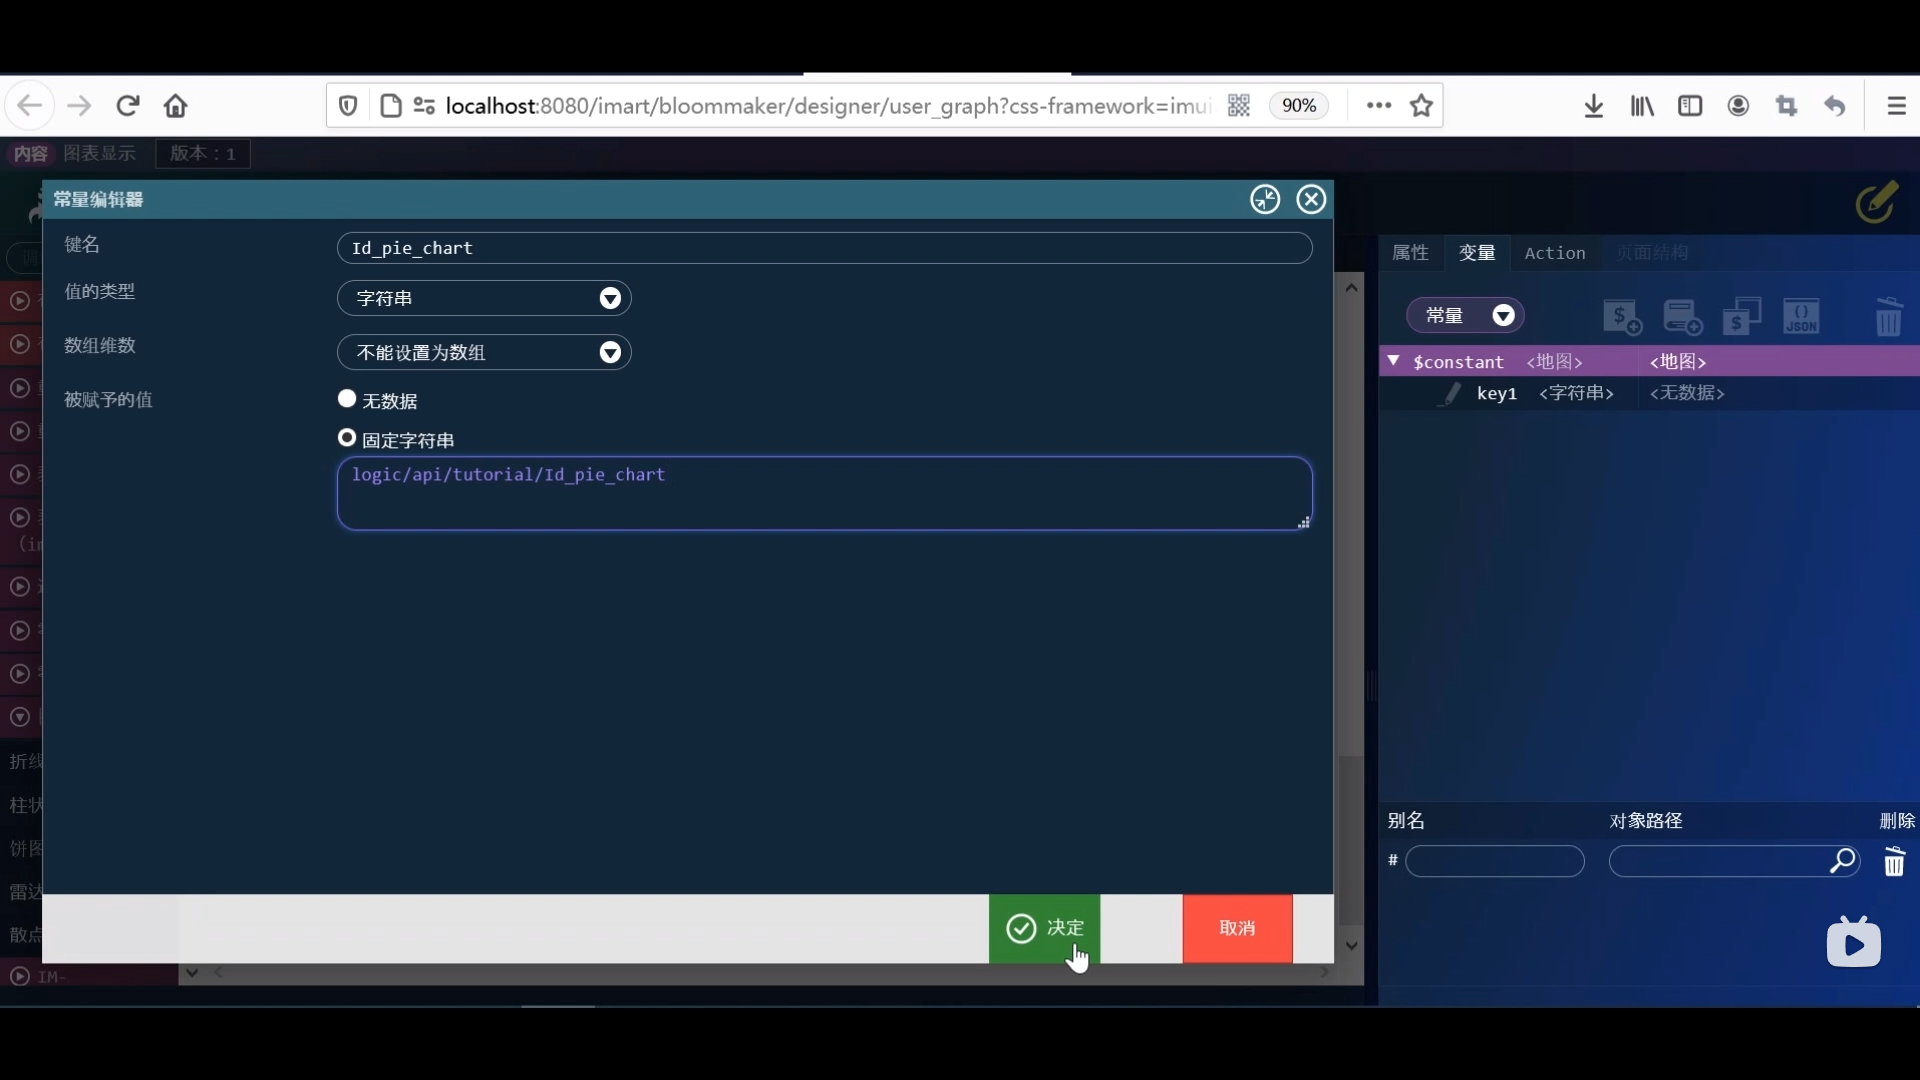 localhost:8080/imart/bloommaker/designer/user_graph?css-framework=imui
90%
内容 图表显示 版本：1
常量编辑器
键名
Id_pie_chart
值的类型
字符串
数组维数
不能设置为数组
被赋予的值
无数据
固定字符串
logic/api/tutorial/Id_pie_chart
决定
取消
属性 变量 Action 页面结构
常量
$ $ {} JSON
$constant <地图> <地图>
key1 <字符串> <无数据>
别名 对象路径 删除
#
(im
折线
柱状
饼图
雷达
散点
IM-